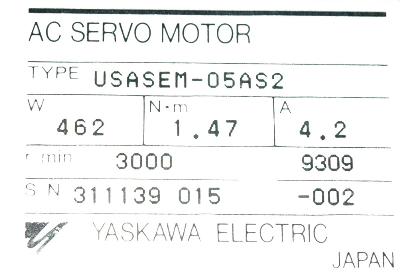 AC SERVO MOTOR
TYPE USASEM-05AS2
W N·m A
462 1.47 4.2
r min 3000 9309
S N 311139 015 -002
YASKAWA ELECTRIC
JAPAN